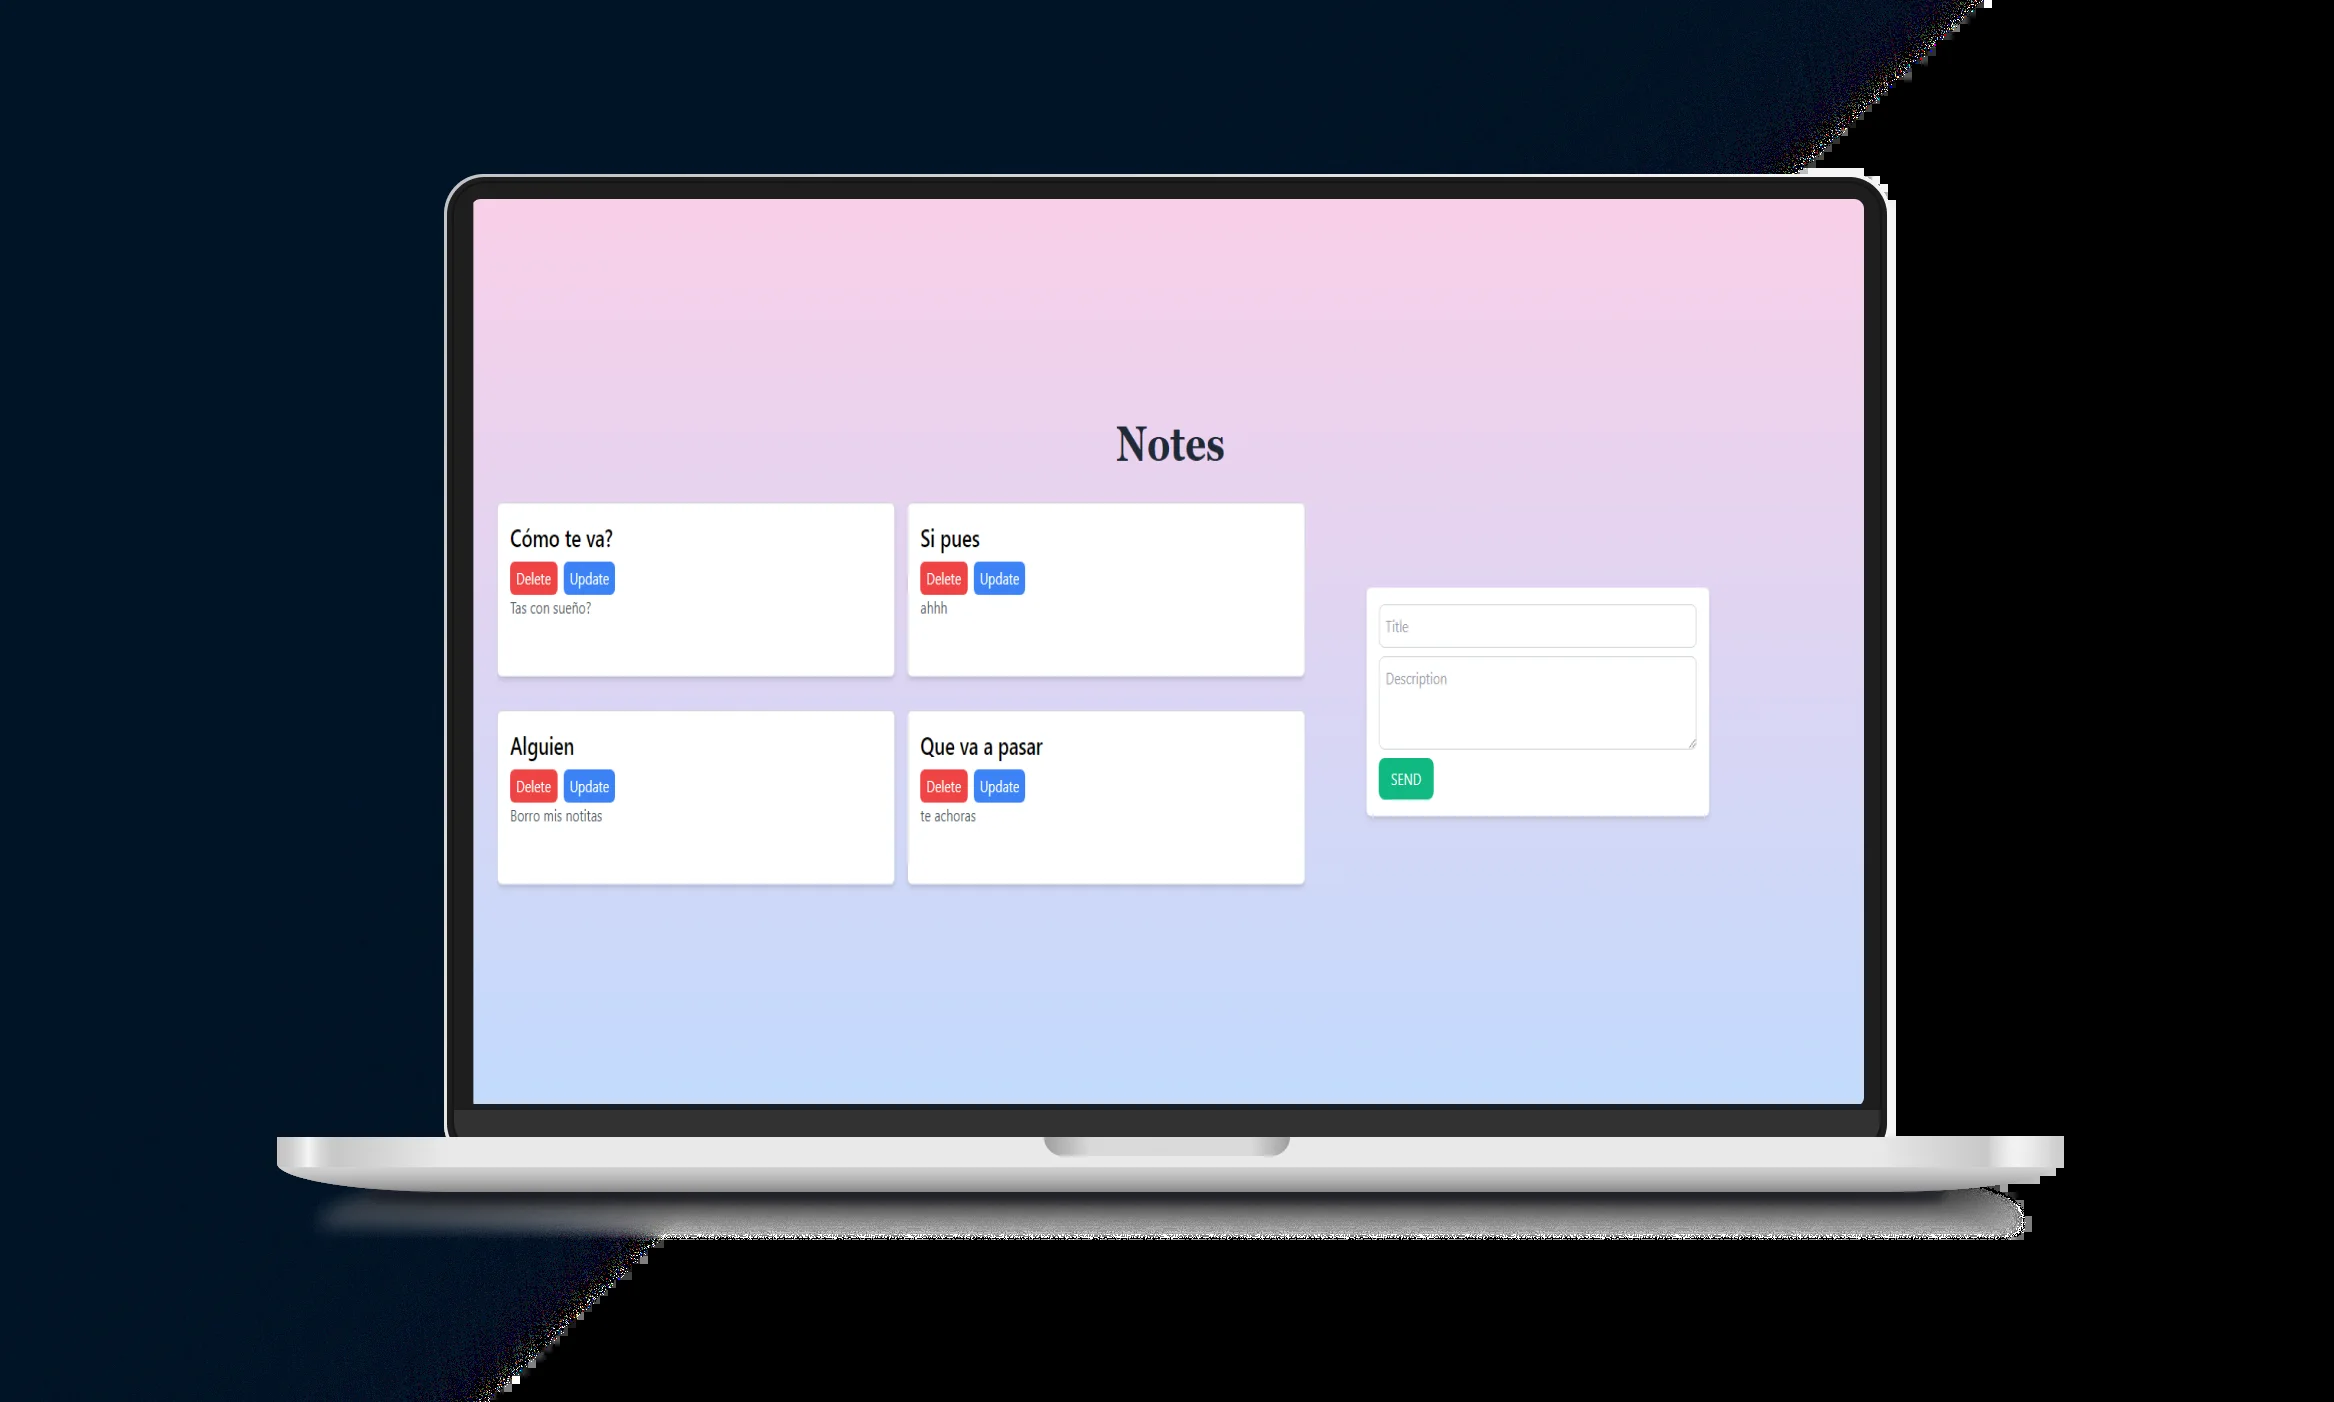 Notes
Cómo te va?
Delete Update
Tas con sueño?
Si pues
Delete Update
ahhh
Alguien
Delete Update
Borro mis notitas
Que va a pasar
Delete Update
te achoras
Title
Description
SEND